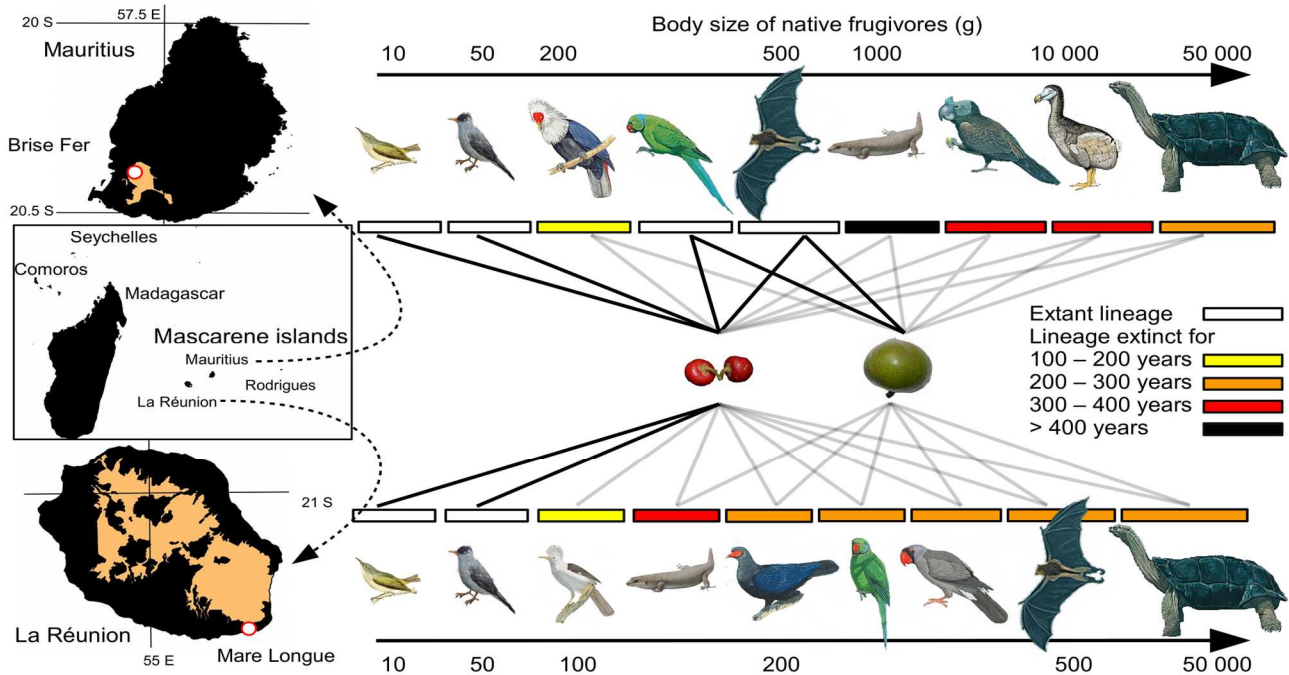 57.5 E
20 S
Mauritius
Brise Fer
20.5 S
Body size of native frugivores (g)
10 50 200 500 1000 10 000 50 000
Seychelles
Comoros
Madagascar
Mascarene islands
Mauritius
Rodrigues
La Réunion
Extant lineage
Lineage extinct for
100 – 200 years
200 – 300 years
300 – 400 years
> 400 years
21 S
La Réunion
55 E
Mare Longue
10 50 100 200 500 50 000